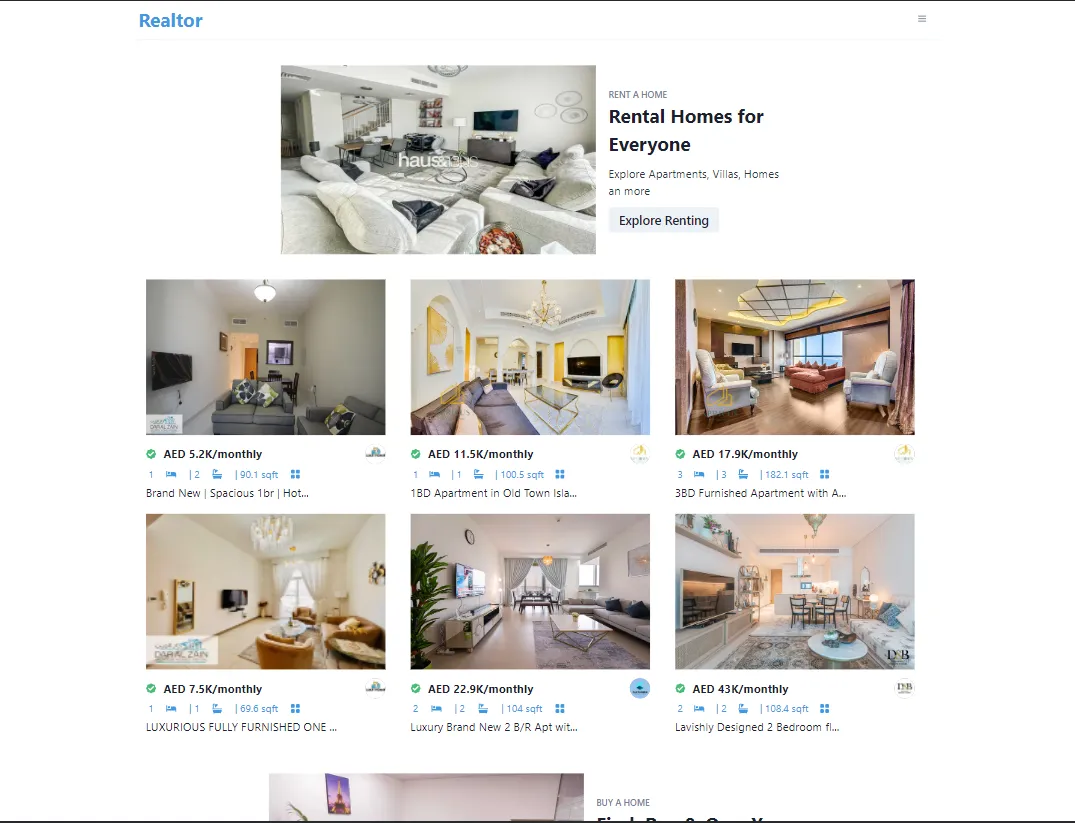 Realtor
RENT A HOME
Rental Homes for
Everyone
Explore Apartments, Villas, Homes
an more
Explore Renting
AED 5.2K/monthly
1 | 2 | 90.1 sqft
Brand New | Spacious 1br | Hot...
AED 11.5K/monthly
1 | 1 | 100.5 sqft
1BD Apartment in Old Town Isla...
AED 17.9K/monthly
3 | 3 | 182.1 sqft
3BD Furnished Apartment with A...
DARAL ZAIN
AED 7.5K/monthly
1 | 1 | 69.6 sqft
LUXURIOUS FULLY FURNISHED ONE ...
AED 22.9K/monthly
2 | 2 | 104 sqft
Luxury Brand New 2 B/R Apt wit...
D&B
AED 43K/monthly
2 | 2 | 108.4 sqft
Lavishly Designed 2 Bedroom fl...
BUY A HOME